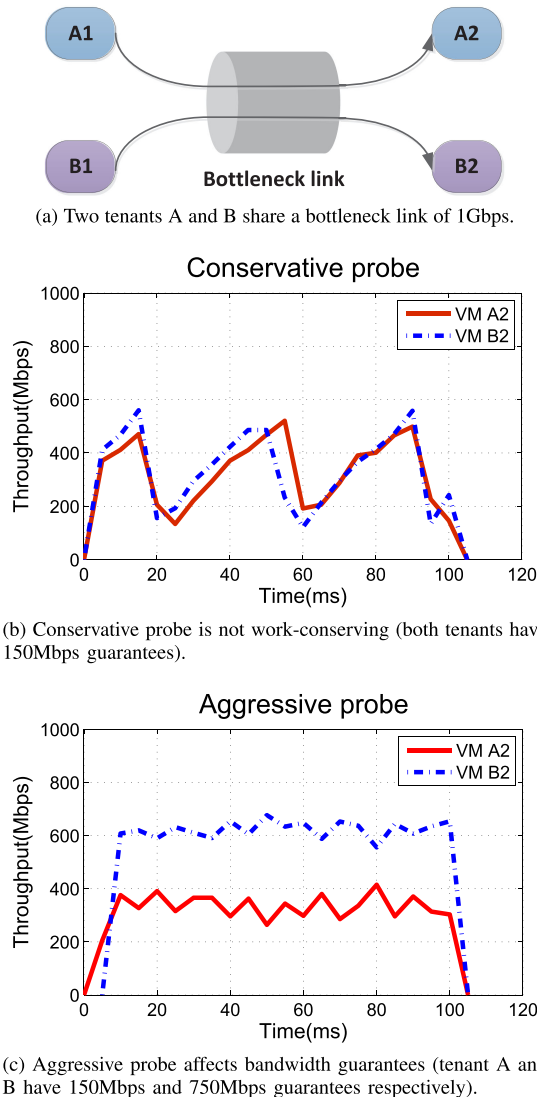 A1
A2
B1
B2
Bottleneck link
(a) Two tenants A and B share a bottleneck link of 1Gbps.
Conservative probe
1000
800
600
400
200
0
Throughput(Mbps)
VM A2
VM B2
0 20 40 60 80 100 120
Time(ms)
(b) Conservative probe is not work-conserving (both tenants hav
150Mbps guarantees).
Aggressive probe
1000
800
600
400
200
0
Throughput(Mbps)
VM A2
VM B2
0 20 40 60 80 100 120
Time(ms)
(c) Aggressive probe affects bandwidth guarantees (tenant A an
B have 150Mbps and 750Mbps guarantees respectively).